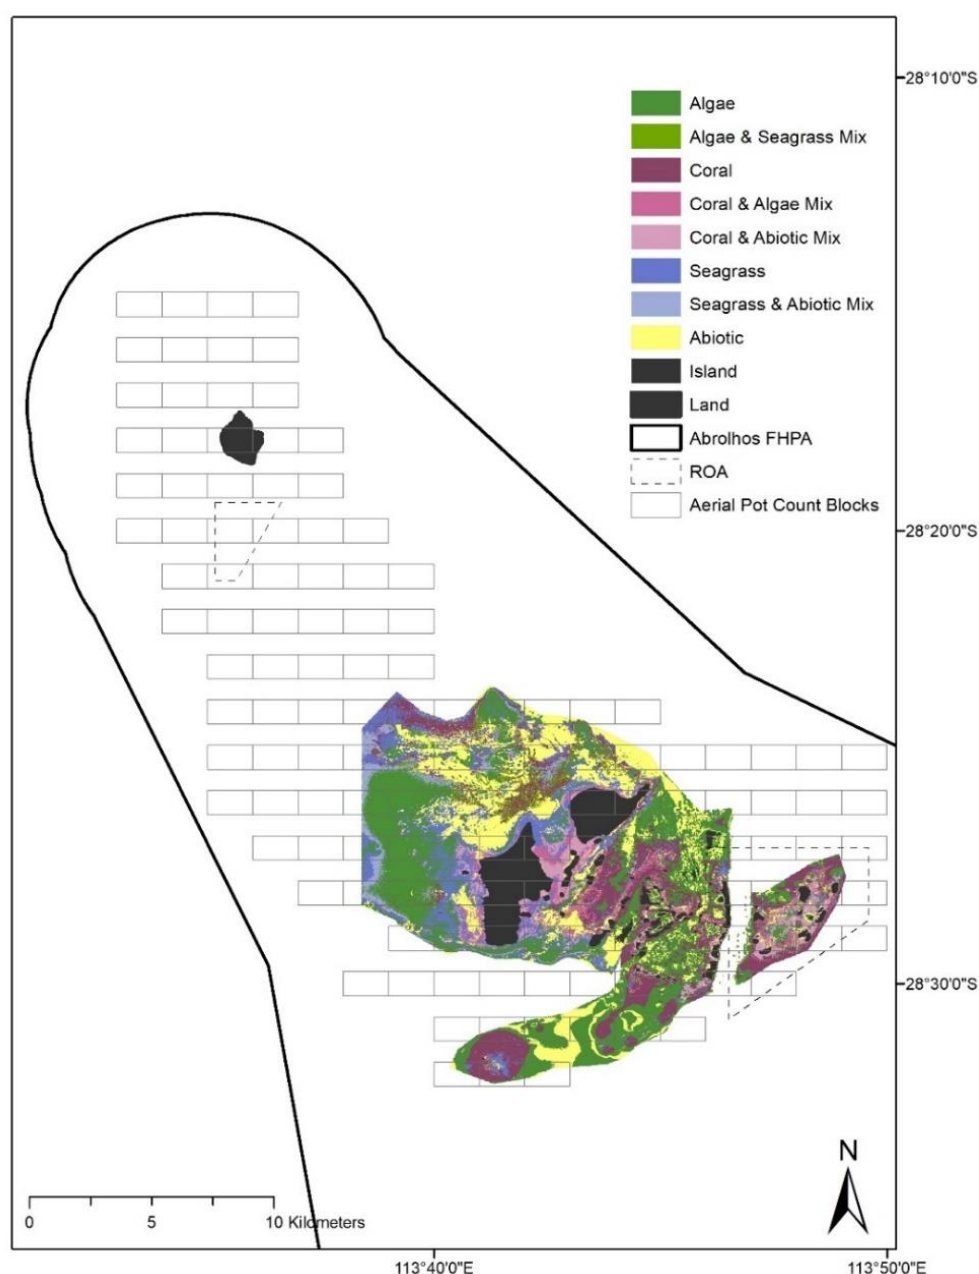 28°10'0"S
Algae
Algae & Seagrass Mix
Coral
Coral & Algae Mix
Coral & Abiotic Mix
Seagrass
Seagrass & Abiotic Mix
Abiotic
Island
Land
Abrolhos FHPA
ROA
Aerial Pot Count Blocks
28°20'0"S
28°30'0"S
N
0 5 10 Kilometers
113°40'0"E 113°50'0"E